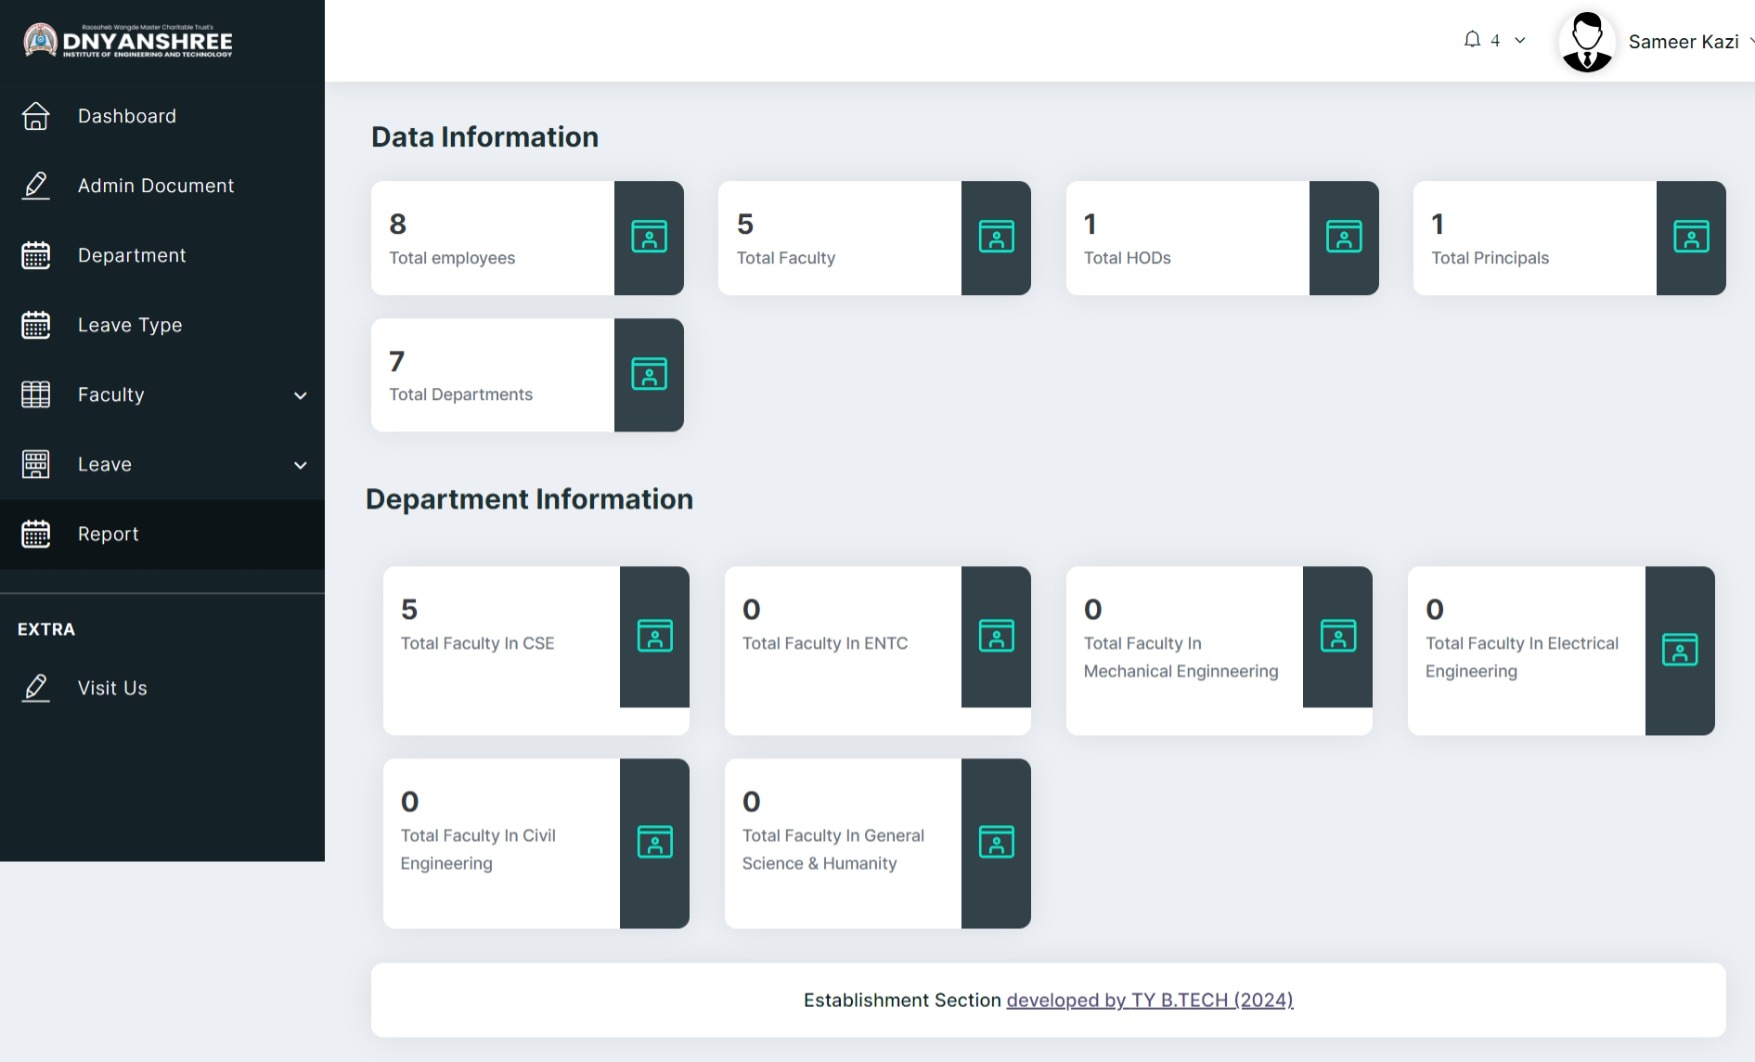 Raosaheb Wangde Master Charitable Trust's
DNYANSHREE
INSTITUTE OF ENGINEERING AND TECHNOLOGY
4
Sameer Kazi
Dashboard
Admin Document
Department
Leave Type
Faculty
Leave
Report
EXTRA
Visit Us
Data Information
8
Total employees
5
Total Faculty
1
Total HODs
1
Total Principals
7
Total Departments
Department Information
5
Total Faculty In CSE
0
Total Faculty In ENTC
0
Total Faculty In
Mechanical Enginneering
0
Total Faculty In Electrical
Engineering
0
Total Faculty In Civil
Engineering
0
Total Faculty In General
Science & Humanity
Establishment Section developed by TY B.TECH (2024)